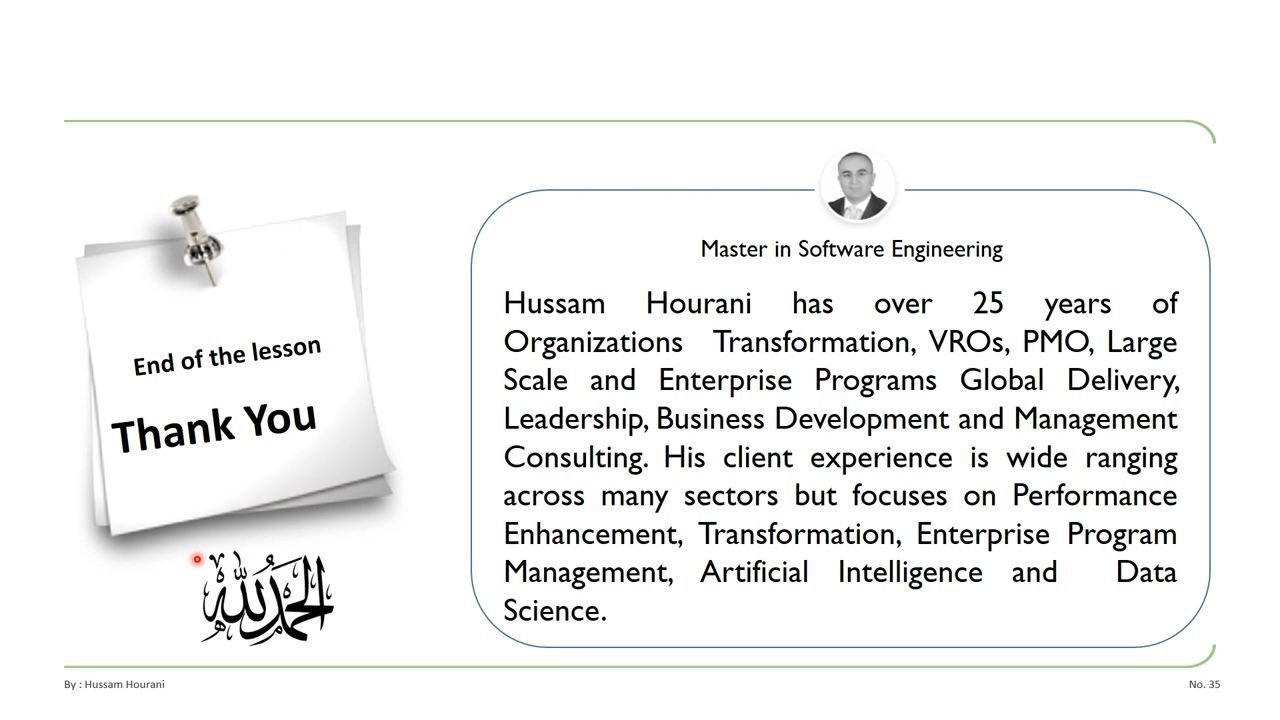 End of the lesson
Thank You
الحمد لله
Master in Software Engineering
Hussam Hourani has over 25 years of
Organizations Transformation, VROs, PMO, Large
Scale and Enterprise Programs Global Delivery,
Leadership, Business Development and Management
Consulting. His client experience is wide ranging
across many sectors but focuses on Performance
Enhancement, Transformation, Enterprise Program
Management, Artificial Intelligence and Data
Science.
By : Hussam Hourani
No. 35